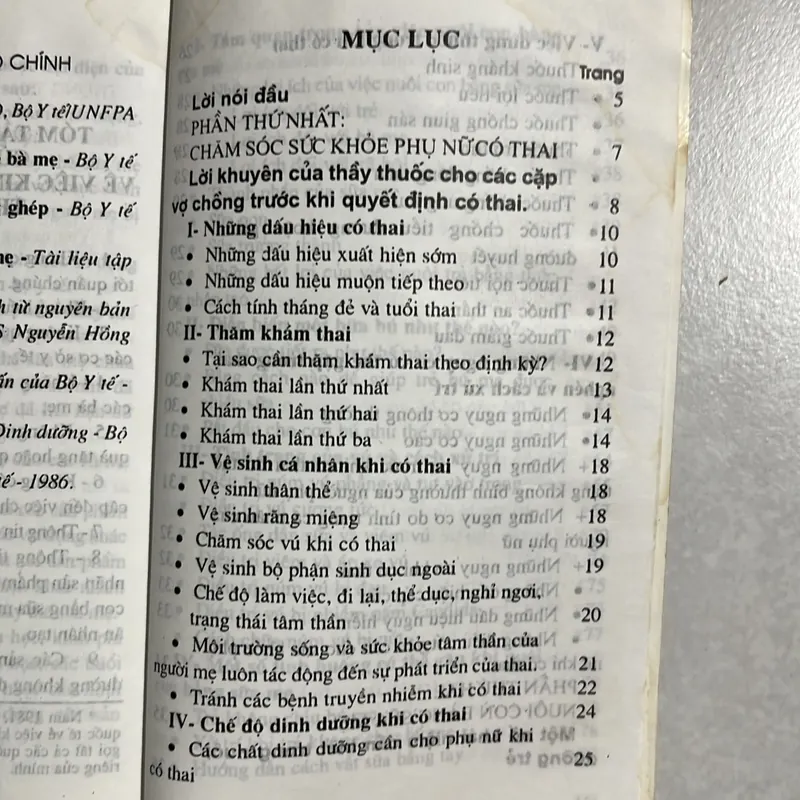 O CHÍNH
Bộ Y tế/UNFPA
bà mẹ - Bộ Y tế
ghép - Bộ Y tế
- Tài liệu tập
từ nguyên bản
Nguyễn Hồng
của Bộ Y tế -
Dinh dưỡng - Bộ
tế - 1986.
MỤC LỤC
Trang
Lời nói đầu 5
PHẦN THỨ NHẤT:
CHĂM SÓC SỨC KHỎE PHỤ NỮ CÓ THAI 7
Lời khuyên của thầy thuốc cho các cặp
vợ chồng trước khi quyết định có thai. 8
I- Những dấu hiệu có thai 10
• Những dấu hiệu xuất hiện sớm 10
• Những dấu hiệu muộn tiếp theo 11
• Cách tính tháng đẻ và tuổi thai 11
II- Thăm khám thai 12
• Tại sao cần thăm khám thai theo định kỳ? 12
• Khám thai lần thứ nhất 13
• Khám thai lần thứ hai 14
• Khám thai lần thứ ba 14
III- Vệ sinh cá nhân khi có thai 18
• Vệ sinh thân thể 18
• Vệ sinh răng miệng 18
• Chăm sóc vú khi có thai 19
• Vệ sinh bộ phận sinh dục ngoài 19
• Chế độ làm việc, đi lại, thể dục, nghỉ ngơi,
trạng thái tâm thần 20
• Môi trường sống và sức khỏe tâm thần của
người mẹ luôn tác động đến sự phát triển của thai. 21
• Tránh các bệnh truyền nhiễm khi có thai 22
IV- Chế độ dinh dưỡng khi có thai 24
• Các chất dinh dưỡng cần cho phụ nữ khi
có thai 25